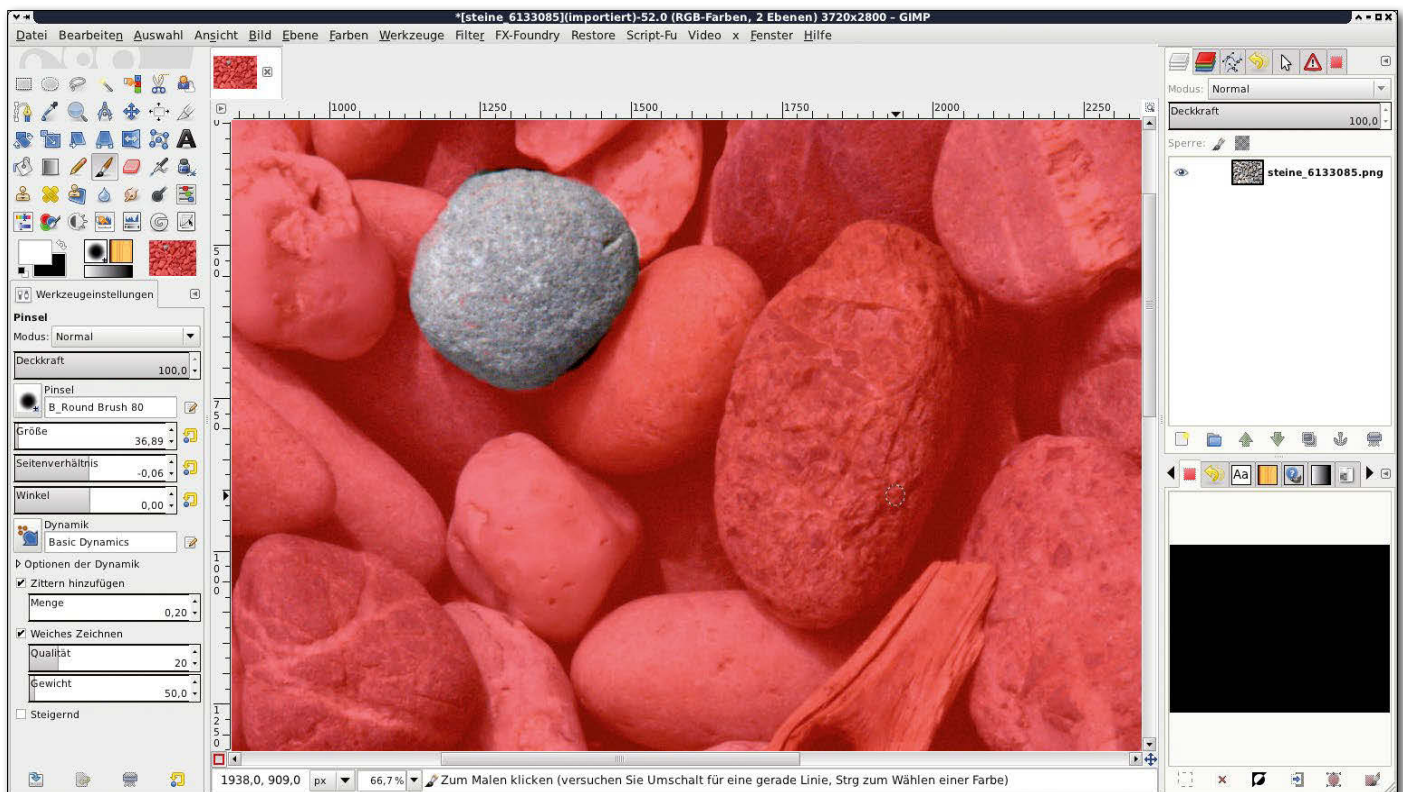 *[steine_6133085](importiert)-52.0 (RGB-Farben, 2 Ebenen) 3720x2800 – GIMP
Datei Bearbeiten Auswahl Ansicht Bild Ebene Farben Werkzeuge Filter FX-Foundry Restore Script-Fu Video x Fenster Hilfe
1000 1250 1500 1750 2000 2250
0
500
750
1000
1250
Werkzeugeinstellungen
Pinsel
Modus: Normal
Deckkraft
100,0
Pinsel
B_Round Brush 80
Größe
36,89
Seitenverhältnis
-0,06
Winkel
0,00
Dynamik
Basic Dynamics
Optionen der Dynamik
Zittern hinzufügen
Menge
0,20
Weiches Zeichnen
Qualität
20
Gewicht
50,0
Steigernd
1938,0, 909,0 px 66,7% Zum Malen klicken (versuchen Sie Umschalt für eine gerade Linie, Strg zum Wählen einer Farbe)
Modus: Normal
Deckkraft
100,0
Sperre:
steine_6133085.png
Aa